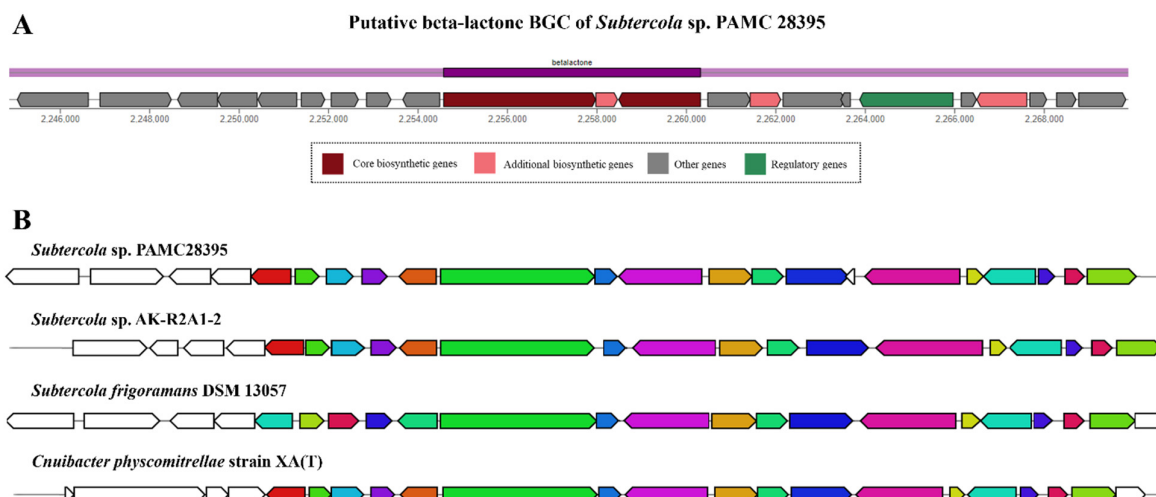 A
Putative beta-lactone BGC of Subtercola sp. PAMC 28395
betalactone
2.246.000 2.248.000 2.250.000 2.252.000 2.254.000 2.256.000 2.258.000 2.260.000 2.262.000 2.264.000 2.266.000 2.268.000
Core biosynthetic genes Additional biosynthetic genes Other genes Regulatory genes
B
Subtercola sp. PAMC28395
Subtercola sp. AK-R2A1-2
Subtercola frigoramans DSM 13057
Cnuibacter physcomitrellae strain XA(T)